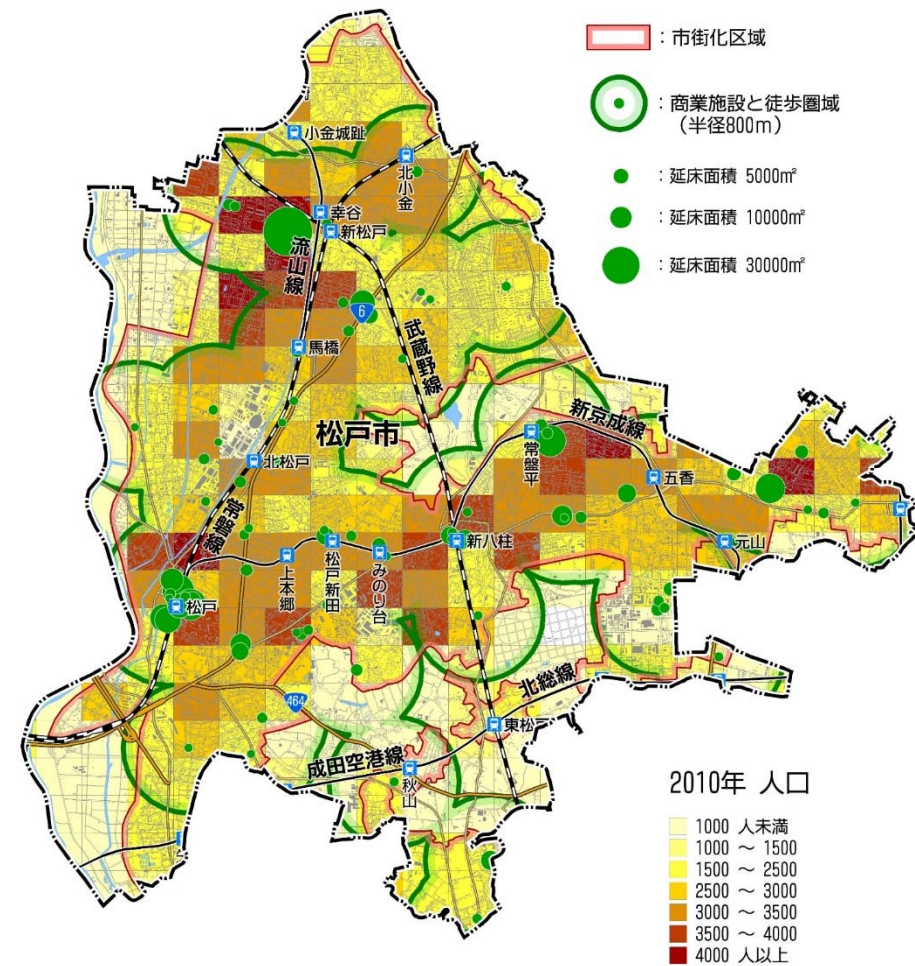 ：市街化区域
：商業施設と徒歩圏域
（半径800m）
：延床面積 5000㎡
：延床面積 10000㎡
：延床面積 30000㎡
小金城趾
北小金
幸谷
新松戸
流山線
6
武蔵野線
馬橋
新京成線
松戸市
常盤平
北松戸
五香
常磐線
新八柱
元山
上本郷
松戸新田
みのり台
松戸
北総線
464
東松戸
成田空港線
秋山
2010年 人口
1000 人未満
1000 ～ 1500
1500 ～ 2500
2500 ～ 3000
3000 ～ 3500
3500 ～ 4000
4000 人以上